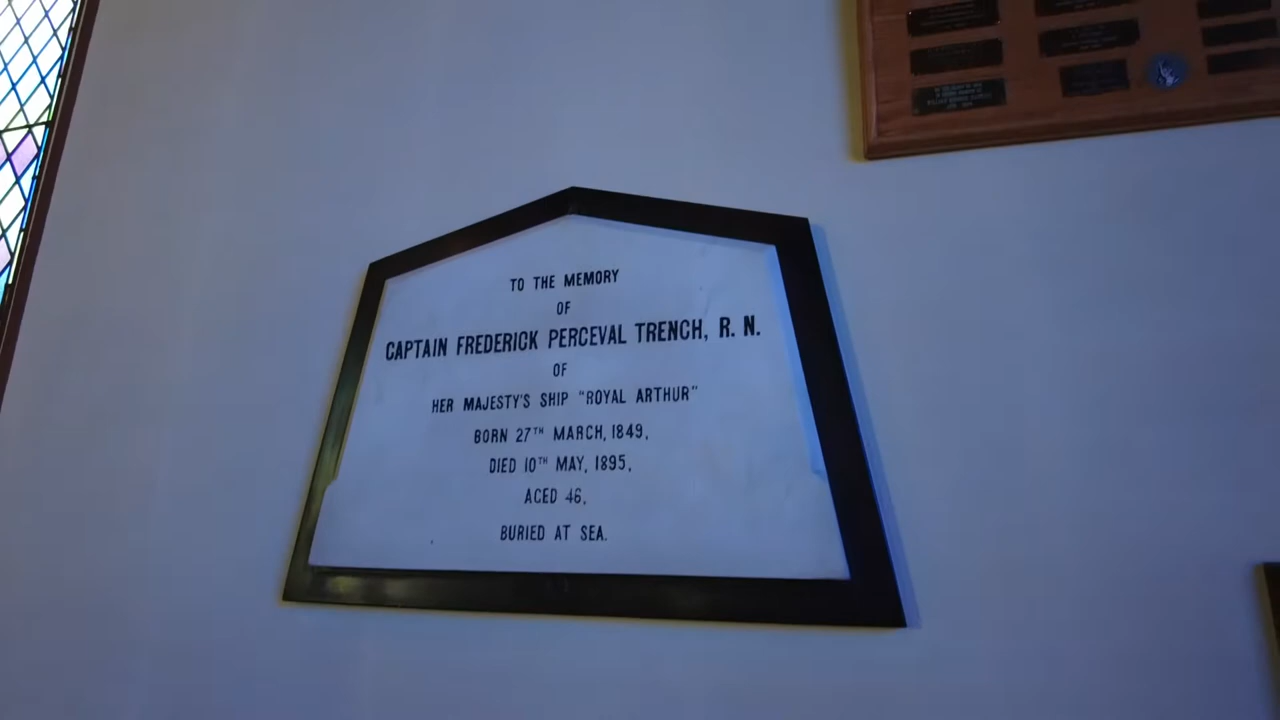 TO THE MEMORY
OF
CAPTAIN FREDERICK PERCEVAL TRENCH, R. N.
OF
HER MAJESTY'S SHIP "ROYAL ARTHUR"
BORN 27TH MARCH, 1849,
DIED 10TH MAY, 1895,
AGED 46,
BURIED AT SEA.